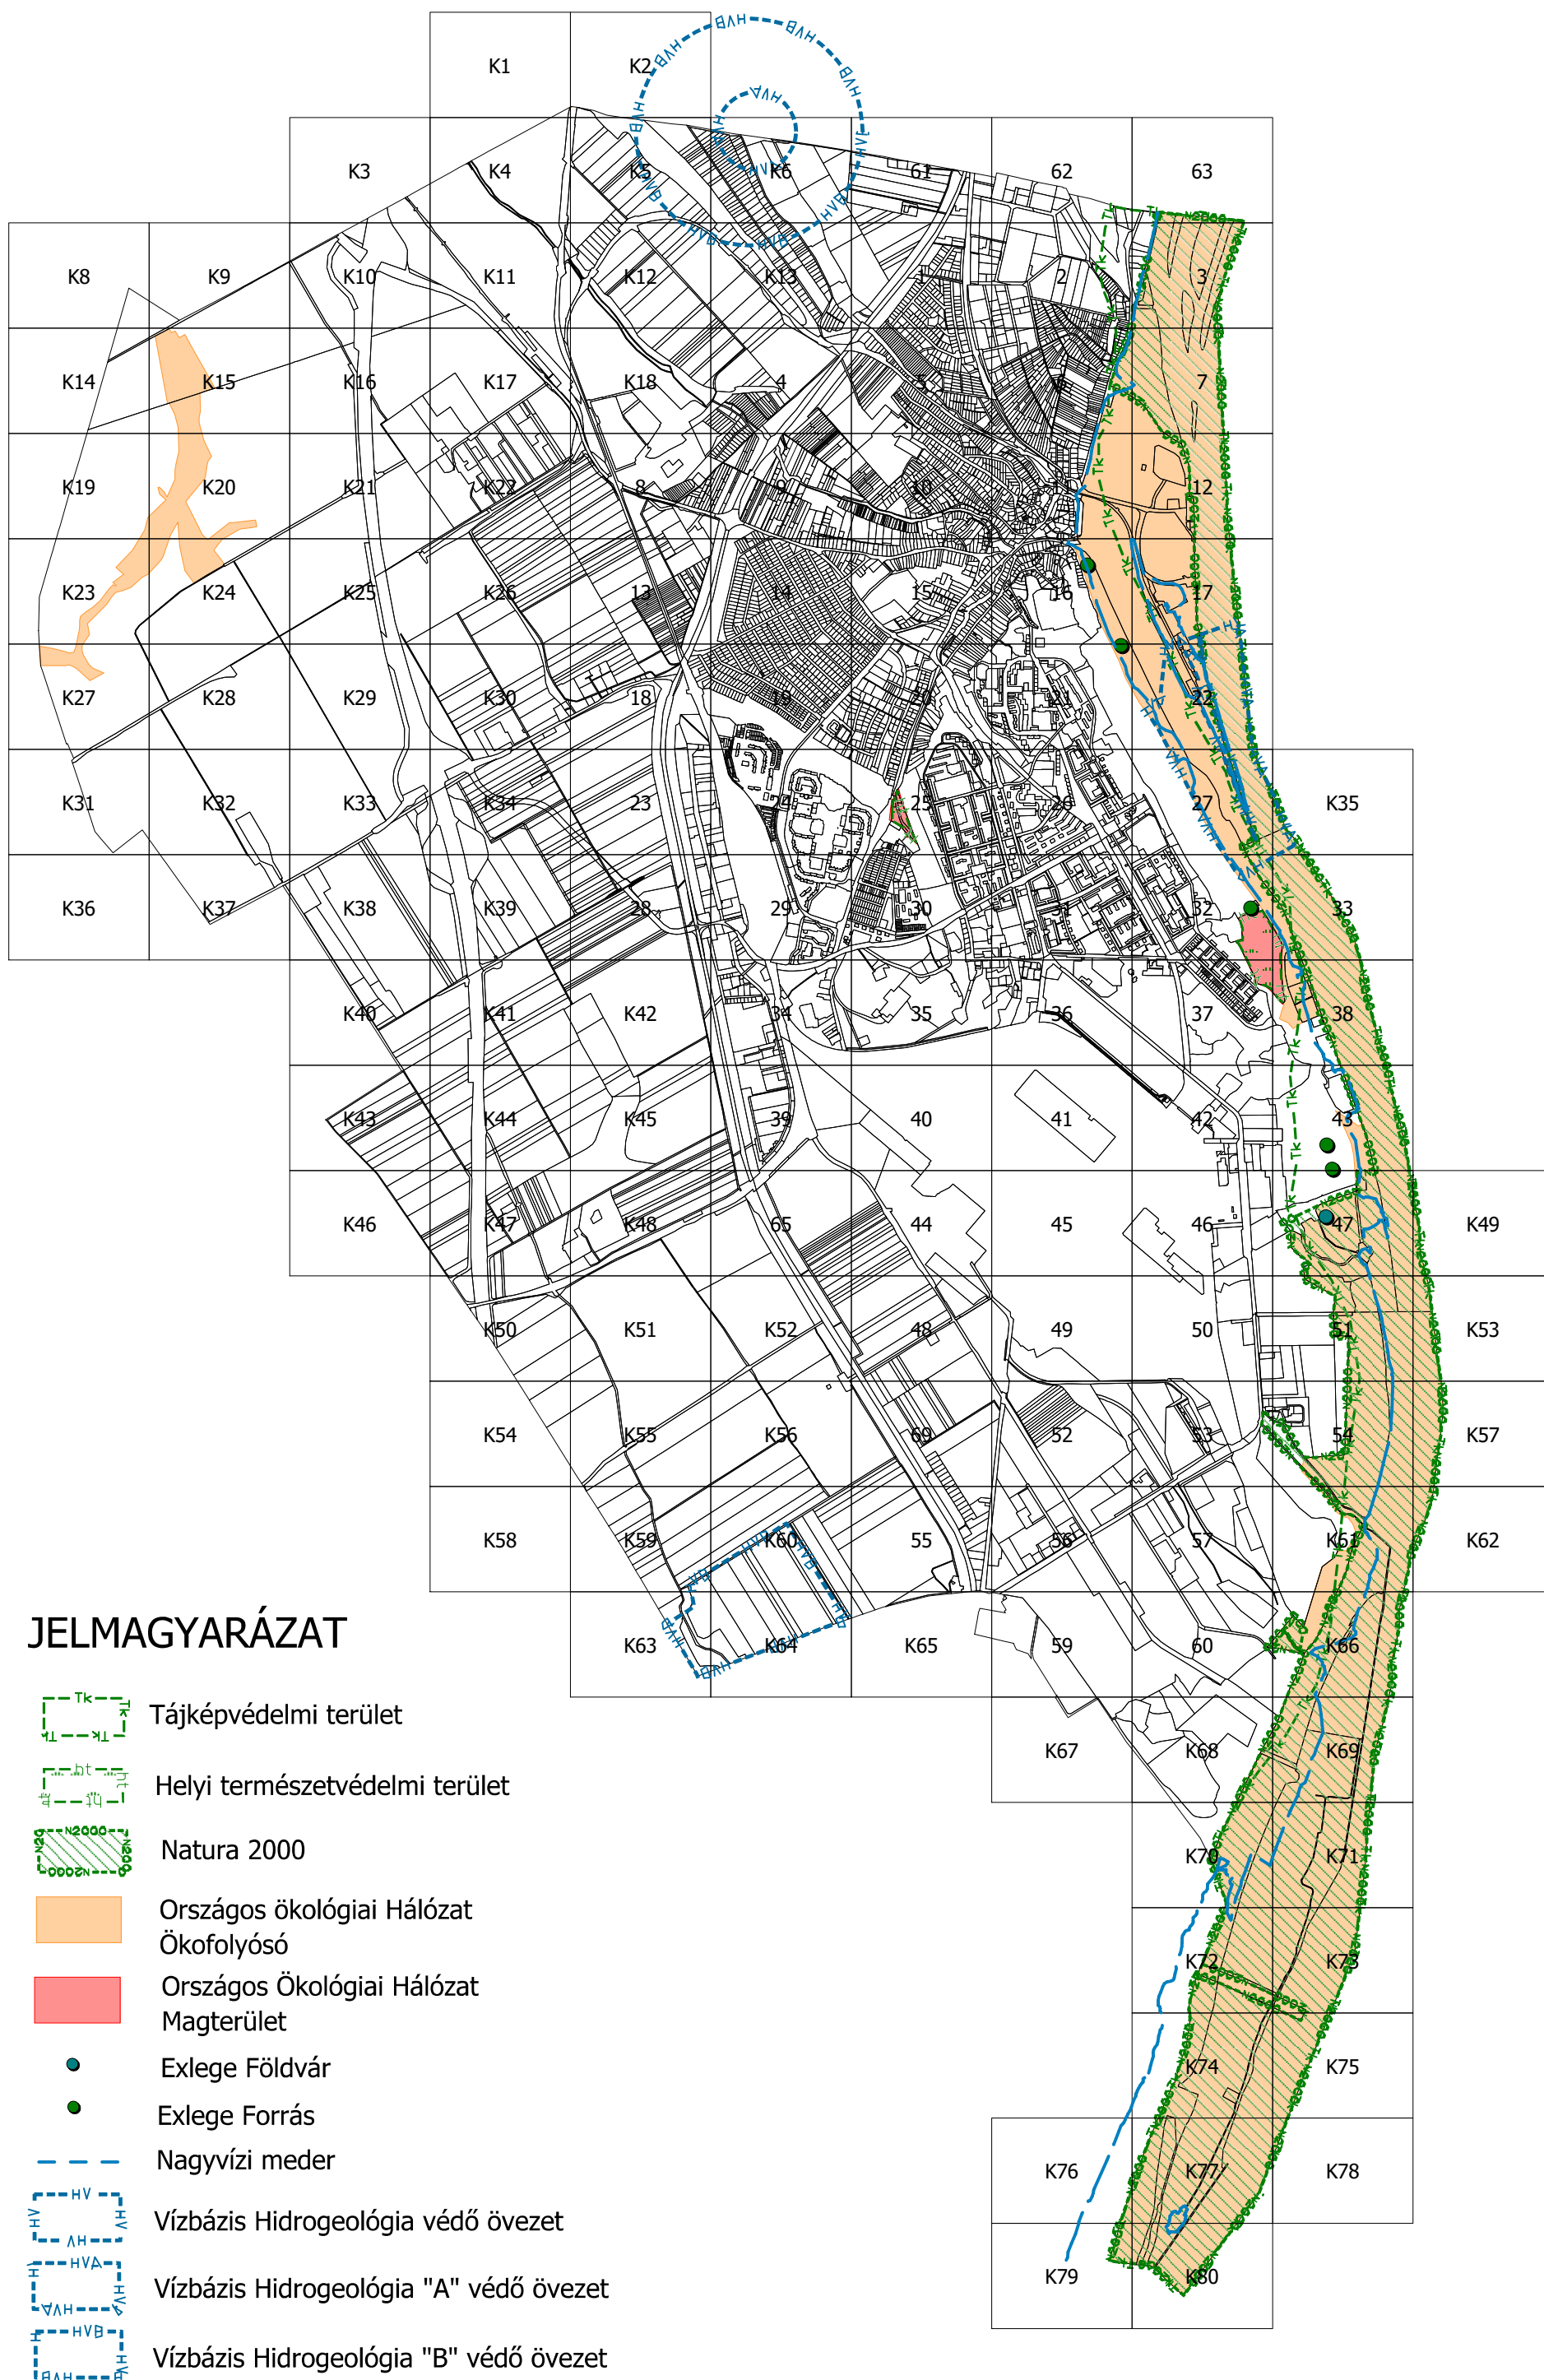 K1 K2
K3 K4 K5 K6 61 62 63
K8 K9 K10 K11 K12 K13 1 2 3
K14 K15 K16 K17 K18 4 5 6 7
K19 K20 K21 K22 8 9 10 11 12
K23 K24 K25 K26 13 14 15 16 17
K27 K28 K29 K30 18 19 20 21 22
K31 K32 K33 K34 23 24 25 26 27 K35
K36 K37 K38 K39 28 29 30 31 32 33
K40 K41 K42 34 35 36 37 38
K43 K44 K45 39 40 41 42 43
K46 K47 K48 65 44 45 46 47 K49
K50 K51 K52 48 49 50 51 K53
K54 K55 K56 69 52 53 54 K57
K58 K59 K60 55 56 57 K61 K62
K63 K64 K65 59 60 K66
K67 K68 K69
K70 K71
K72 K73
K74 K75
K76 K77 K78
K79 K80
JELMAGYARÁZAT
Tájképvédelmi terület
Helyi természetvédelmi terület
Natura 2000
Országos ökológiai Hálózat
Ökofolyósó
Országos Ökológiai Hálózat
Magterület
Exlege Földvár
Exlege Forrás
Nagyvízi meder
Vízbázis Hidrogeológia védő övezet
Vízbázis Hidrogeológia "A" védő övezet
Vízbázis Hidrogeológia "B" védő övezet